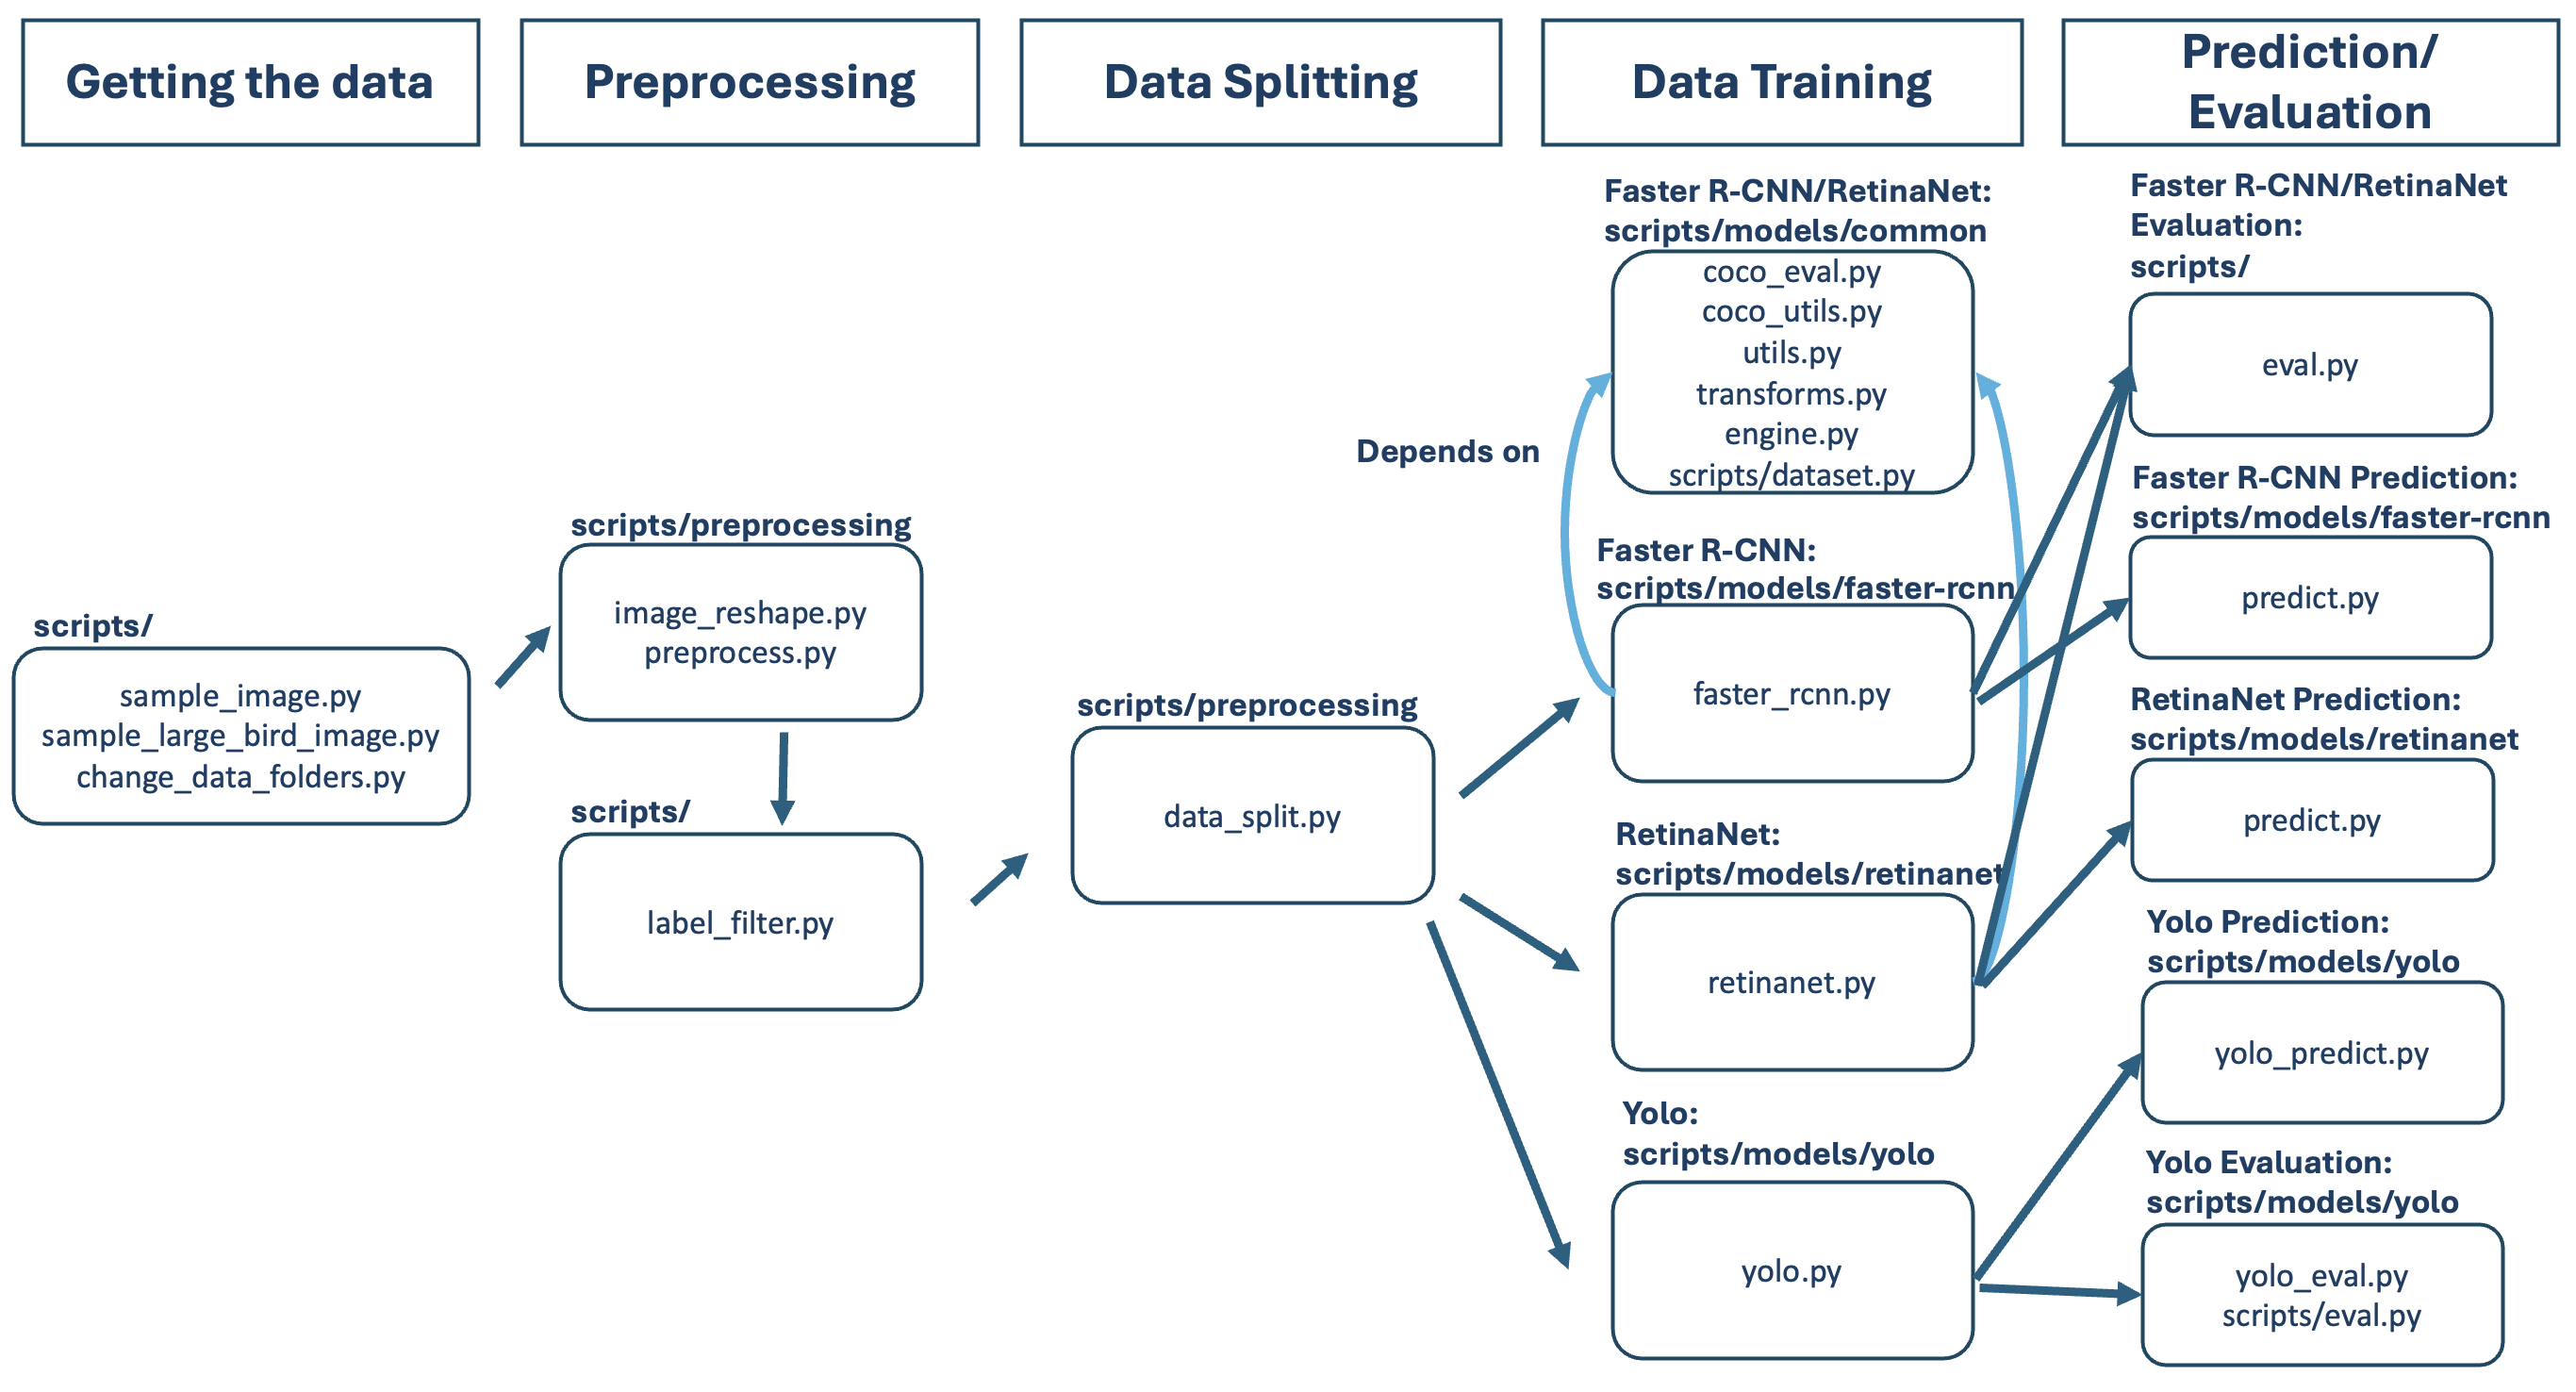 Getting the data
Preprocessing
Data Splitting
Data Training
Prediction/
Evaluation
scripts/
sample_image.py
sample_large_bird_image.py
change_data_folders.py
scripts/preprocessing
image_reshape.py
preprocess.py
scripts/
label_filter.py
scripts/preprocessing
data_split.py
Faster R-CNN/RetinaNet:
scripts/models/common
coco_eval.py
coco_utils.py
utils.py
transforms.py
engine.py
scripts/dataset.py
Depends on
Faster R-CNN:
scripts/models/faster-rcnn
faster_rcnn.py
RetinaNet:
scripts/models/retinanet
retinanet.py
Yolo:
scripts/models/yolo
yolo.py
Faster R-CNN/RetinaNet
Evaluation:
scripts/
eval.py
Faster R-CNN Prediction:
scripts/models/faster-rcnn
predict.py
RetinaNet Prediction:
scripts/models/retinanet
predict.py
Yolo Prediction:
scripts/models/yolo
yolo_predict.py
Yolo Evaluation:
scripts/models/yolo
yolo_eval.py
scripts/eval.py